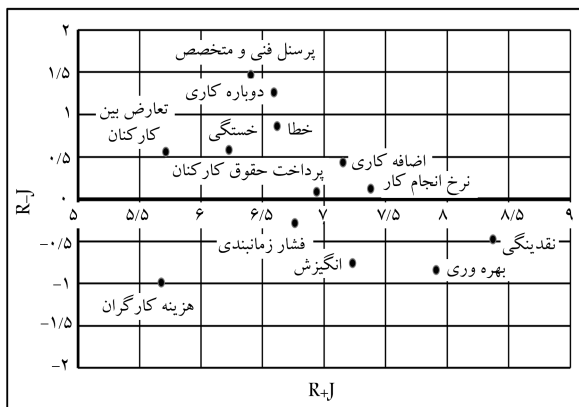 ۲
پرسنل فنی و متخصص
۱/۵
دوباره کاری
۱
تعارض بین
کارکنان
خستگی
خطا
۰/۵
اضافه کاری
پرداخت حقوق کارکنان
نرخ انجام کار
۰
۵ ۵/۵ ۶ ۶/۵ ۷ ۷/۵ ۸ ۸/۵ ۹
R-J
-۰/۵
فشار زمانبندی
نقدینگی
انگیزش
بهره وری
-۱
هزینه کارگران
-۱/۵
-۲
R+J